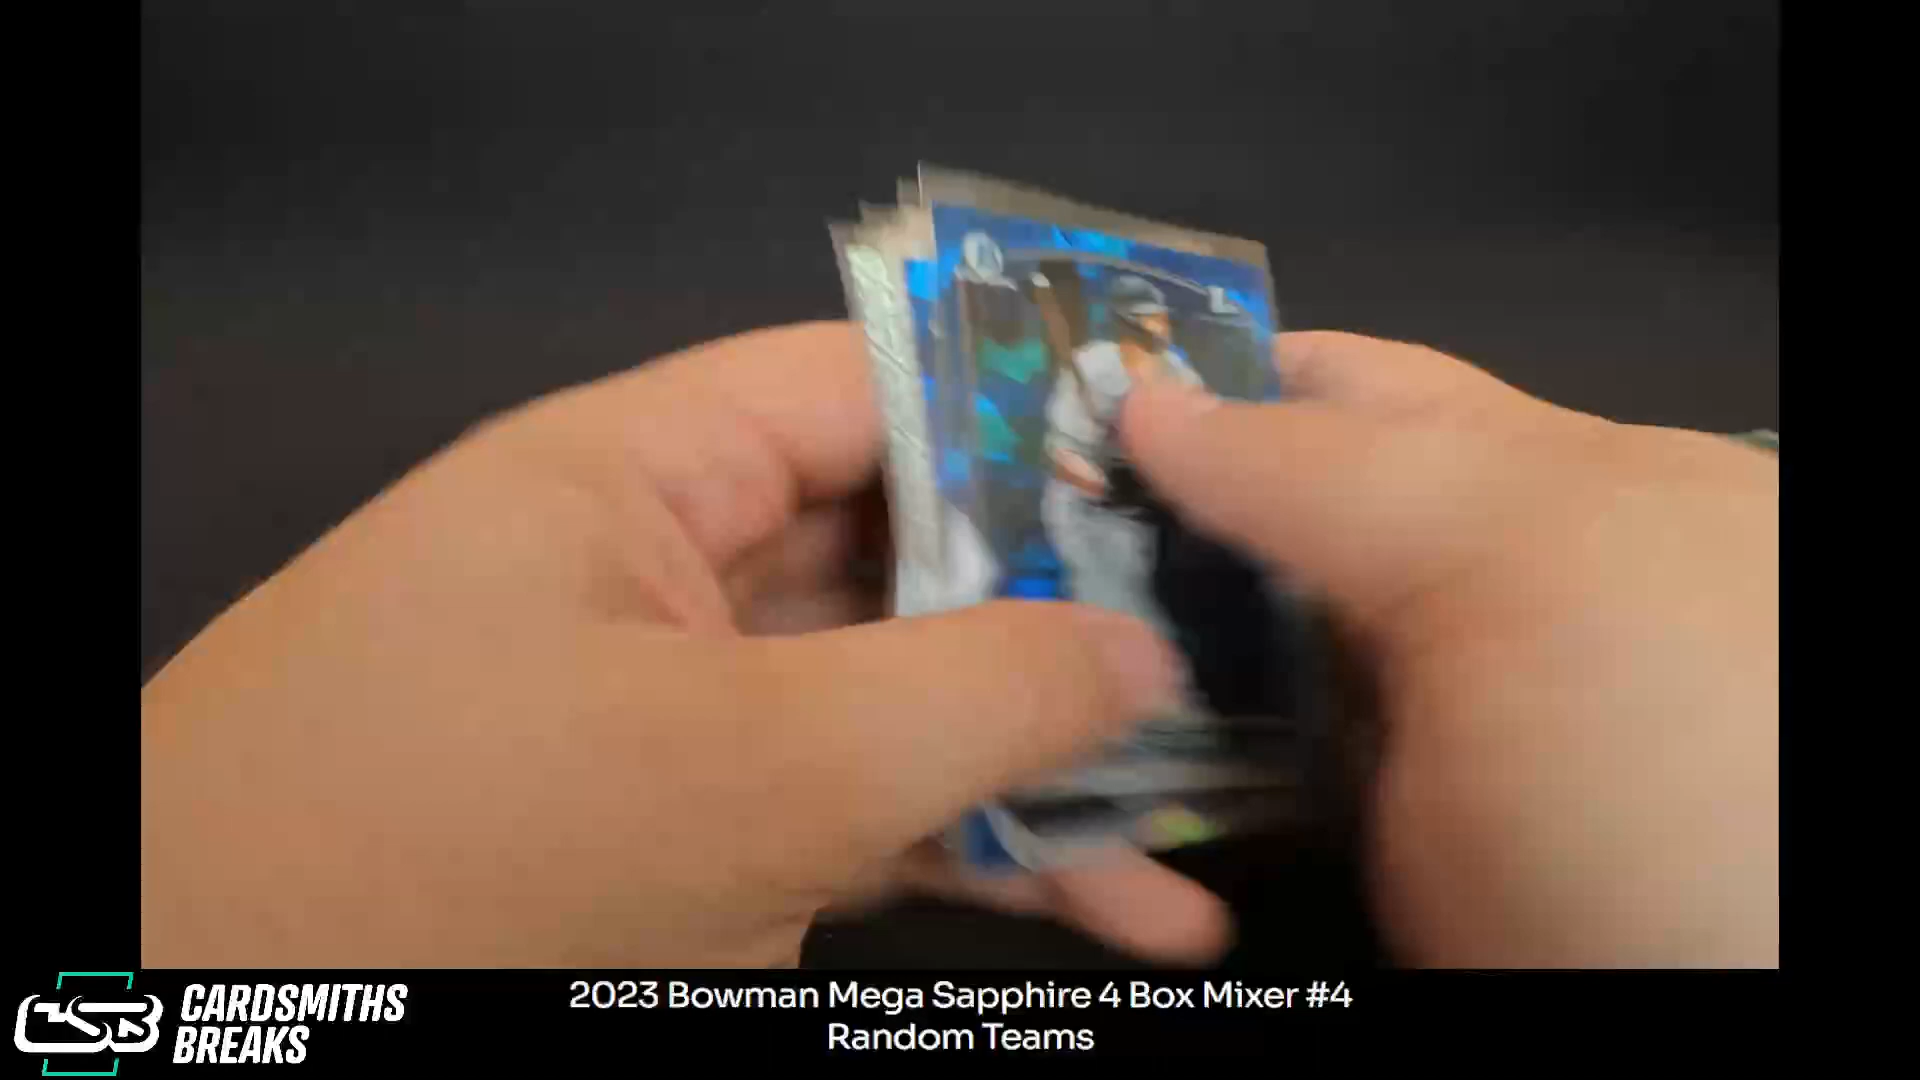 CARDSMITHS
BREAKS
2023 Bowman Mega Sapphire 4 Box Mixer #4
Random Teams